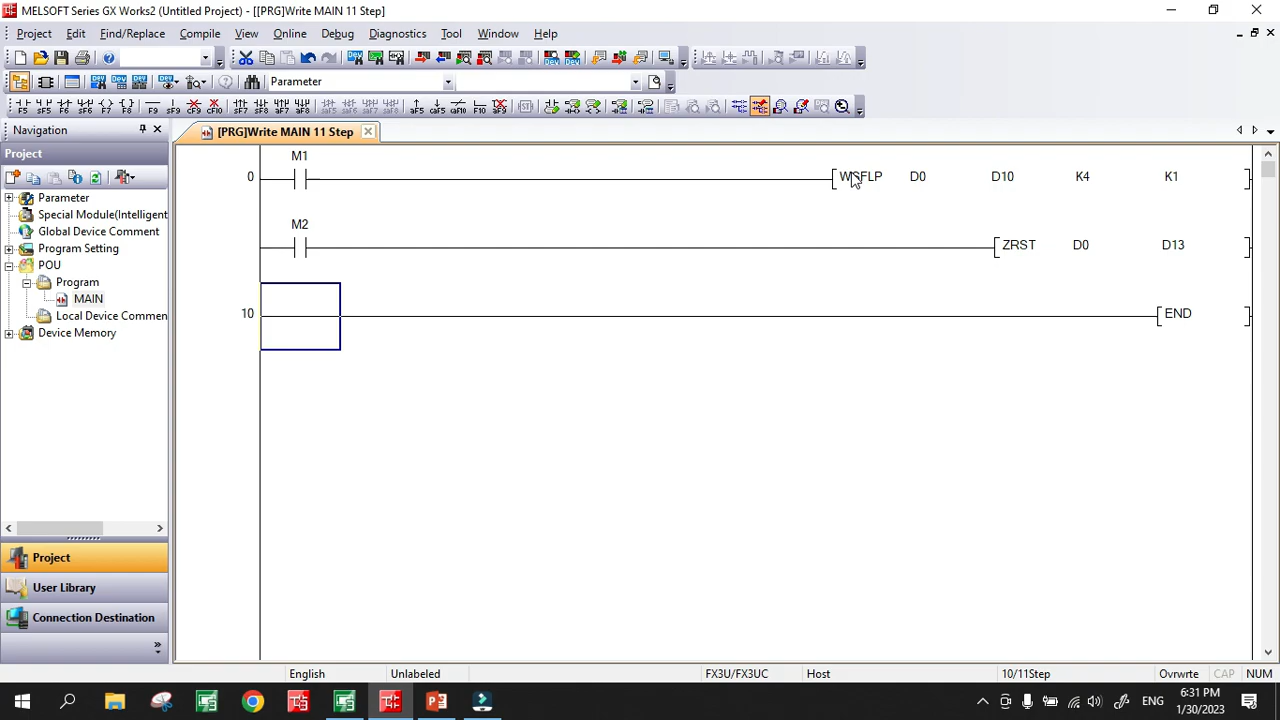 MELSOFT Series GX Works2 (Untitled Project) - [[PRG]Write MAIN 11 Step]
Project Edit Find/Replace Compile View Online Debug Diagnostics Tool Window Help
Parameter
Navigation
[PRG]Write MAIN 11 Step
Project
Parameter
Special Module(Intelligent
Global Device Comment
Program Setting
POU
Program
MAIN
Local Device Commen
Device Memory
Project
User Library
Connection Destination
M1
0 WSFLP D0 D10 K4 K1
M2
ZRST D0 D13
10 END
English Unlabeled FX3U/FX3UC Host 10/11Step Ovrwrte CAP NUM
ENG 6:31 PM
1/30/2023